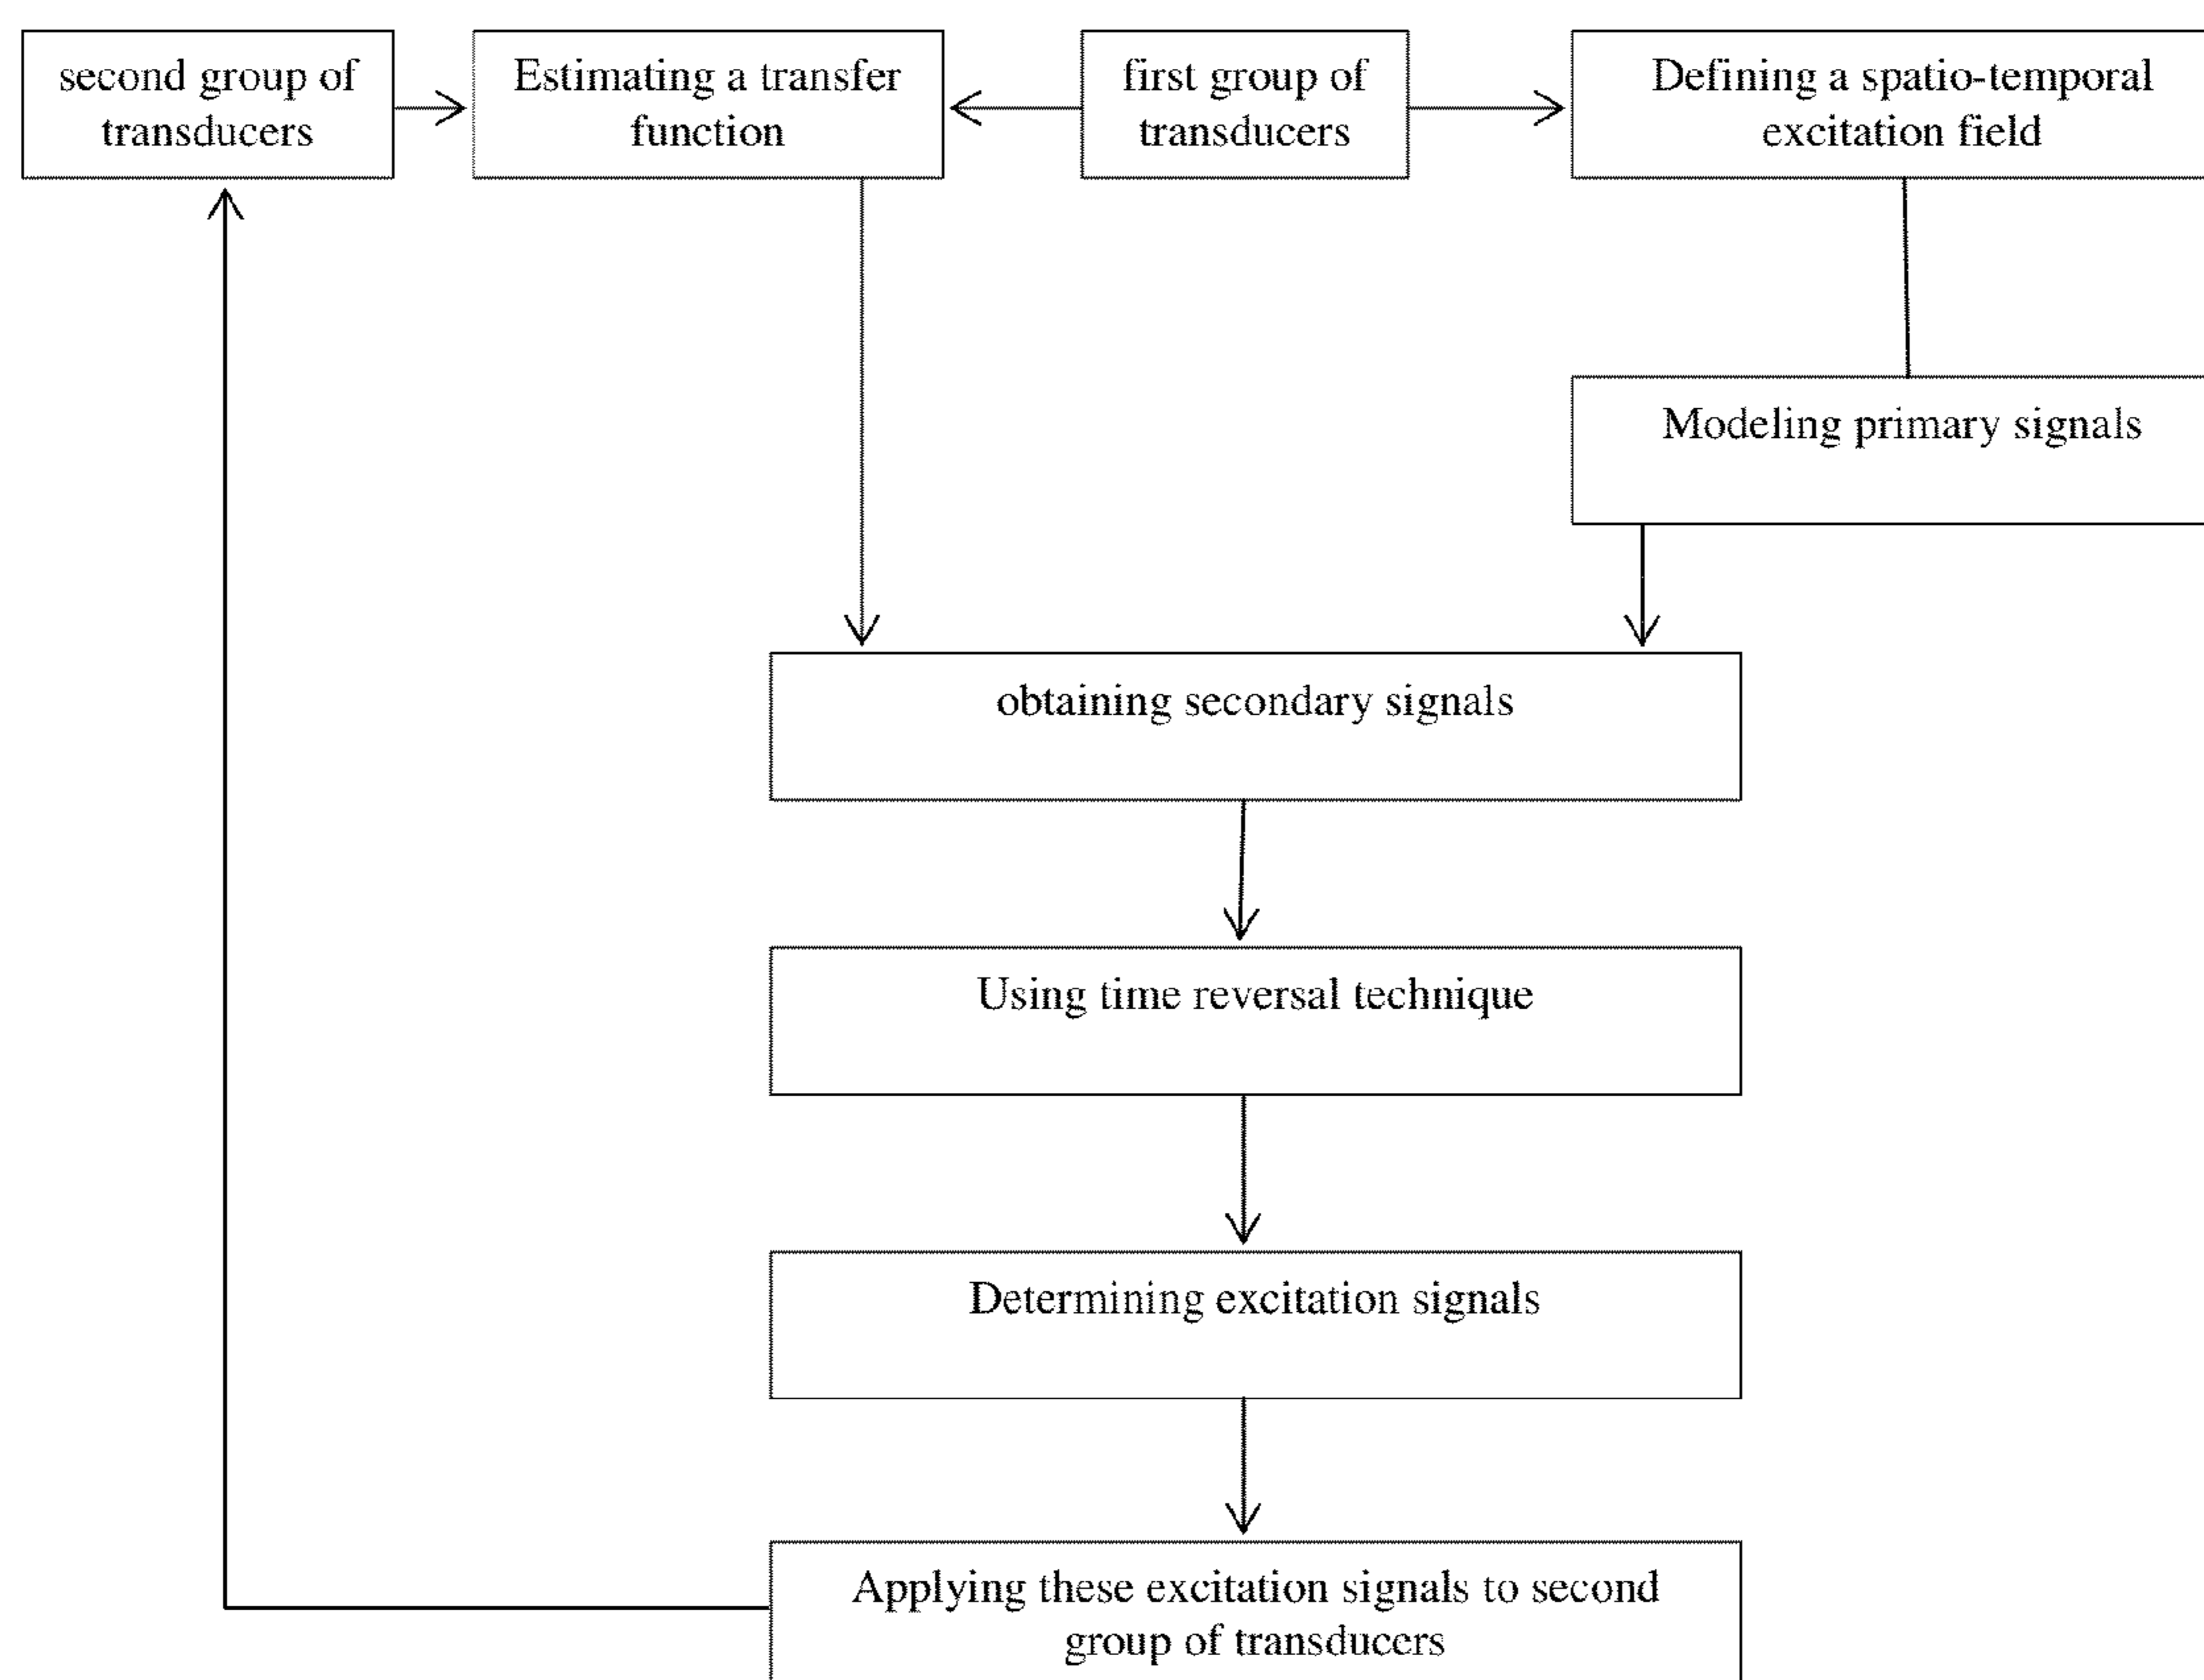 second group of
transducers
Estimating a transfer
function
first group of
transducers
Defining a spatio-temporal
excitation field
Modeling primary signals
obtaining secondary signals
Using time reversal technique
Determining excitation signals
Applying these excitation signals to second
group of transducers